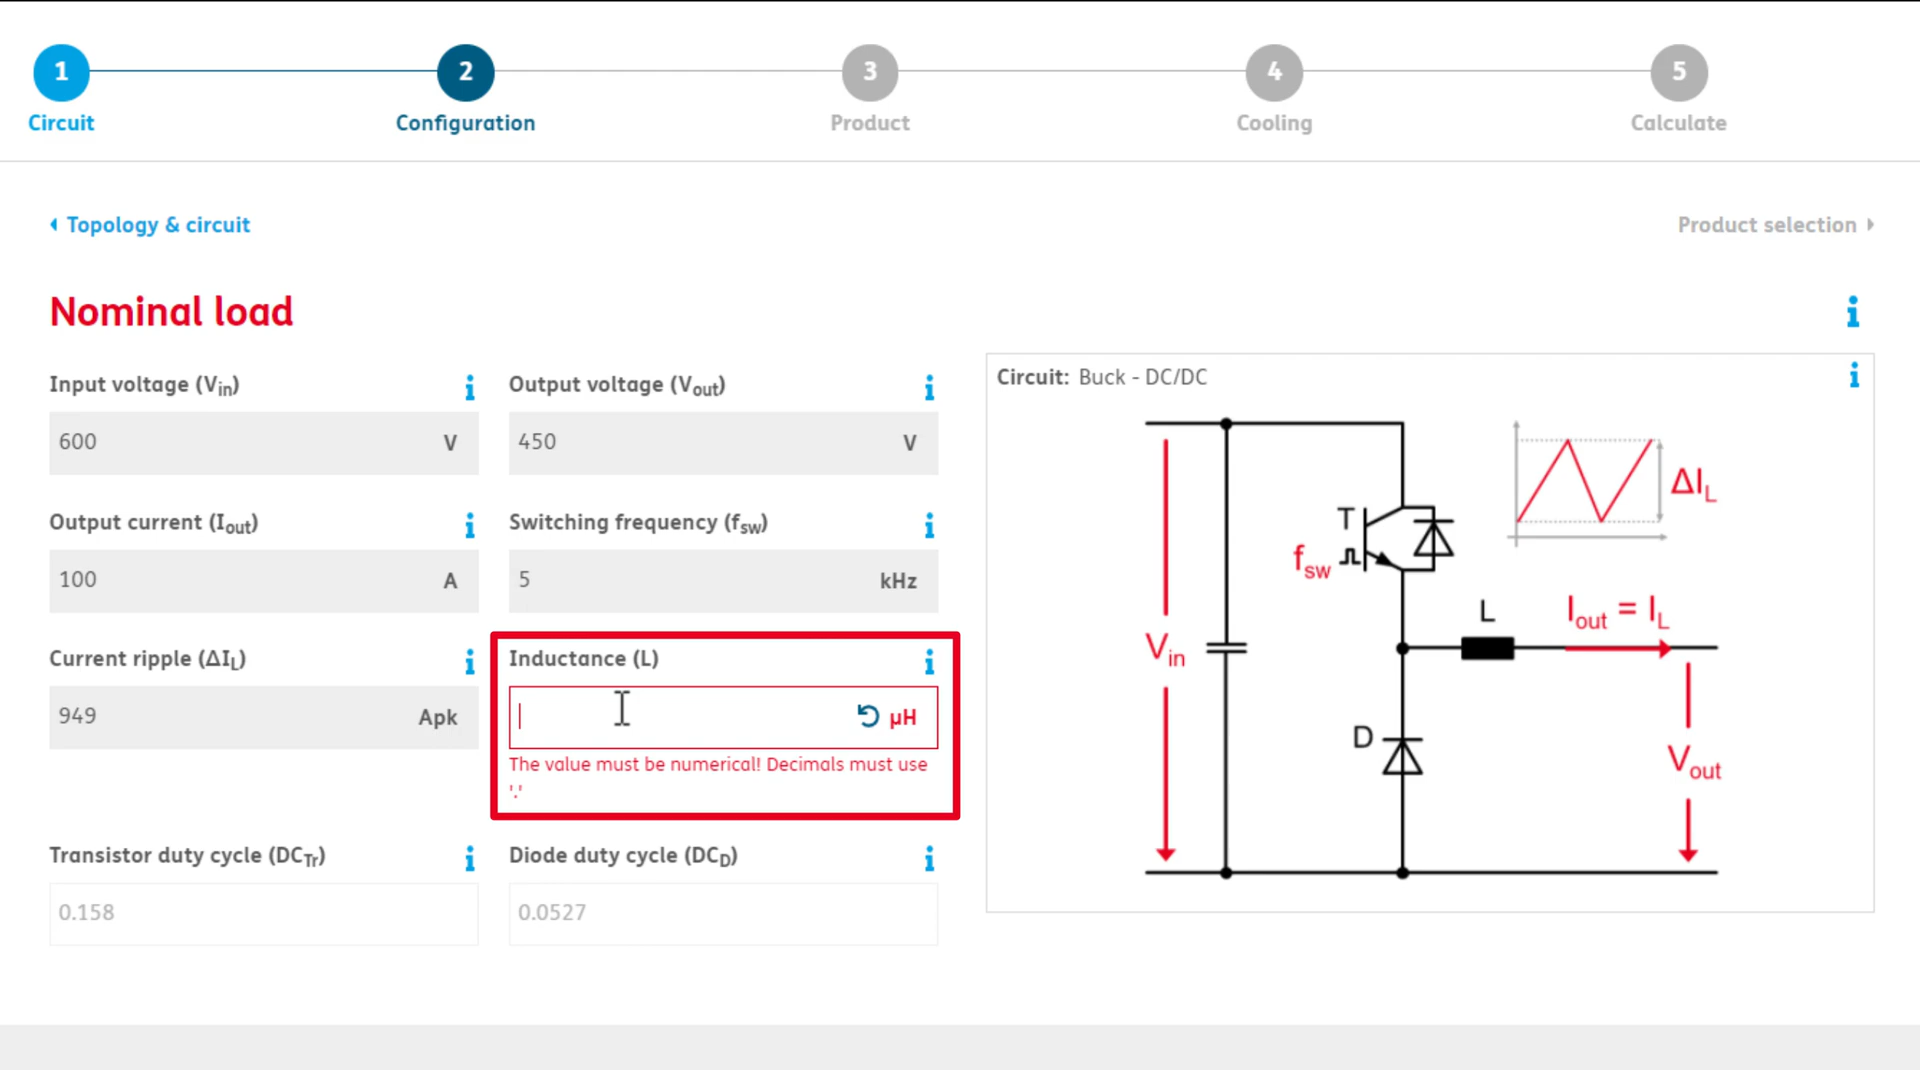 1 2 3 4 5
Circuit Configuration Product Cooling Calculate
Topology & circuit
Product selection
Nominal load
Input voltage (Vin)
600 V
Output voltage (Vout)
450 V
Output current (Iout)
100 A
Switching frequency (fsw)
5 kHz
Current ripple (ΔIL)
949 Apk
Inductance (L)
µH
The value must be numerical! Decimals must use
'.'
Transistor duty cycle (DCTr)
0.158
Diode duty cycle (DCD)
0.0527
Circuit: Buck - DC/DC
ΔIL
T
fsw
L
Iout = IL
Vin
D
Vout